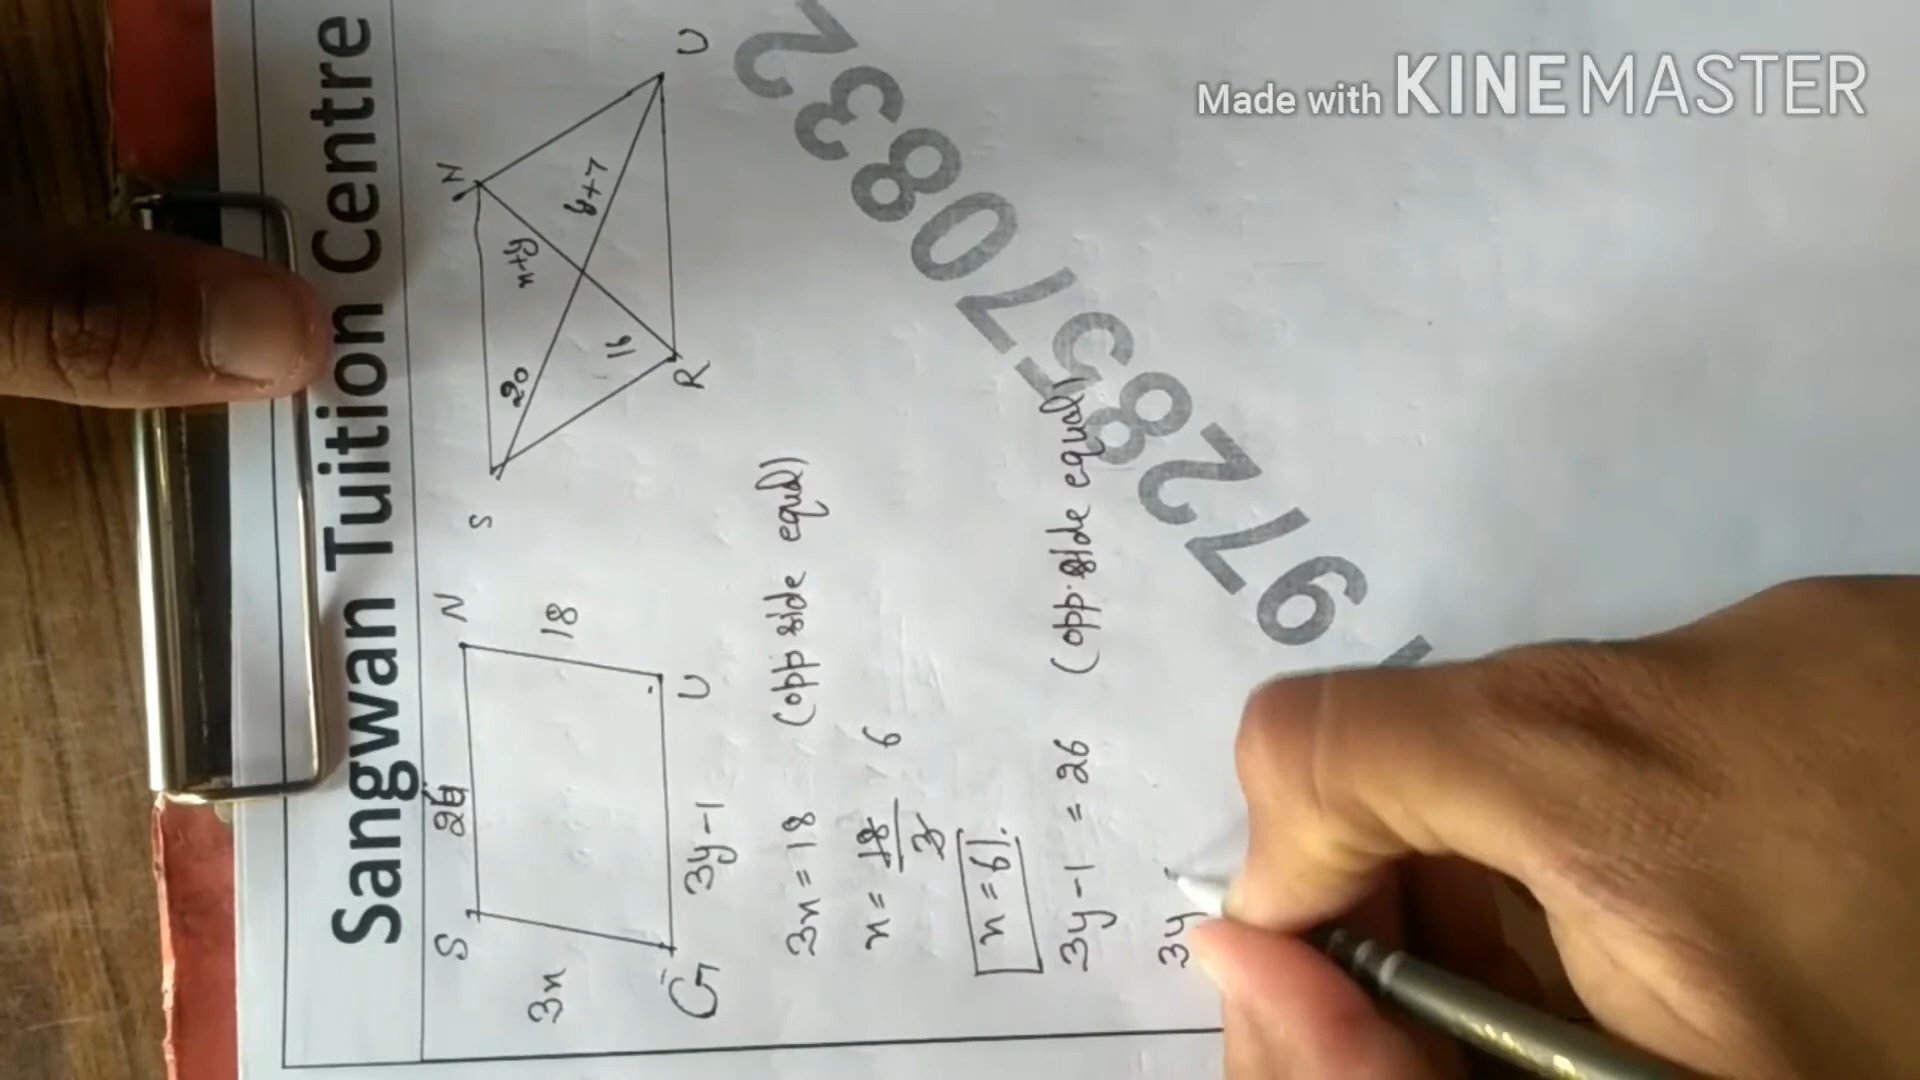 Made with KINEMASTER
Sangwan Tuition Centre
S 26 N
3x 18
G 3y-1 U
S N
20 x+y y+7
16
R U
3x = 18 (opp. side equal)
x = 18/3 6
x = 6
3y-1 = 26 (opp. side equal)
3y
9728570832